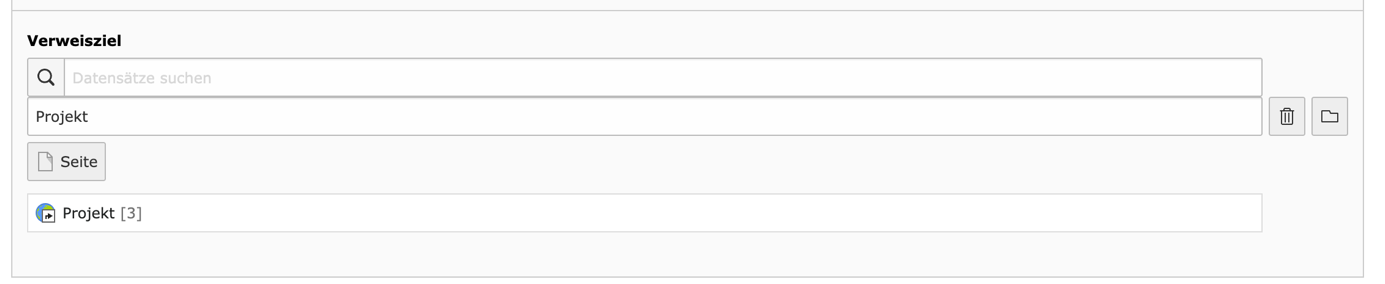 Verweisziel
Datensätze suchen
Projekt
Seite
Projekt [3]